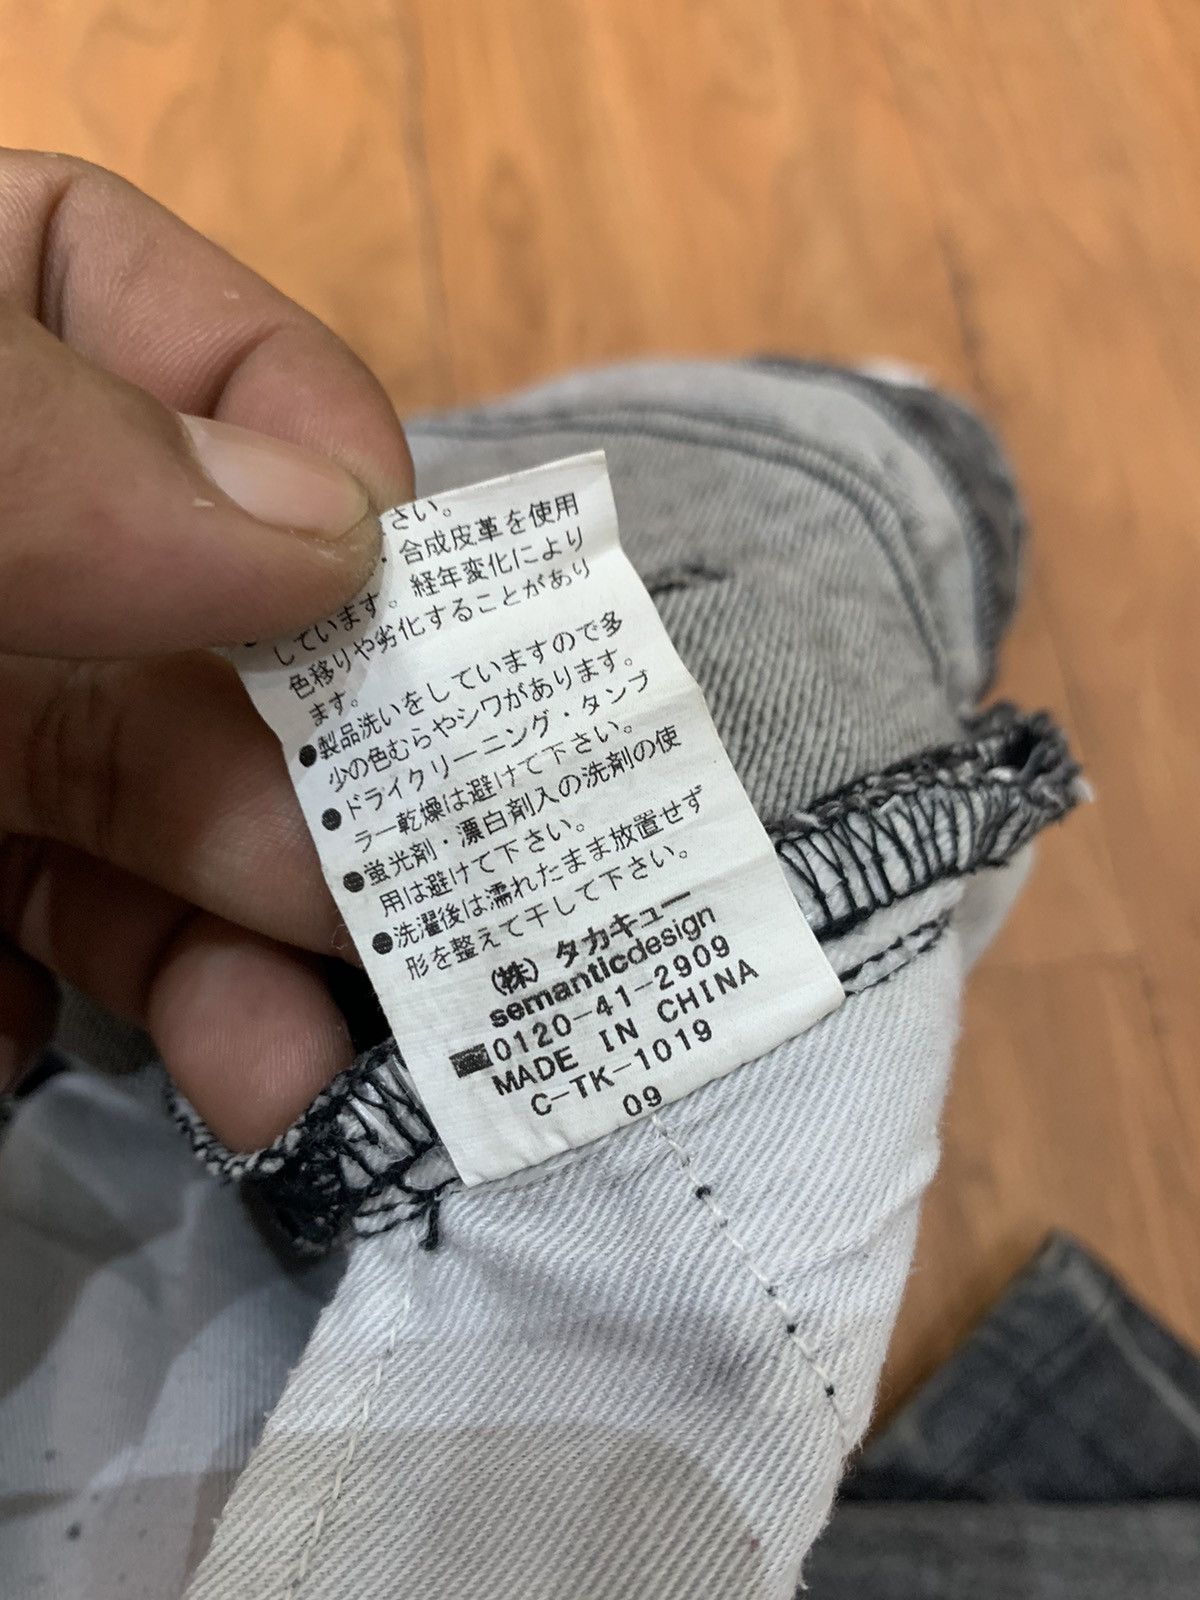 さい。
・合成皮革を使用
しています。経年変化により
色移りや劣化することがあり
ます。
●製品洗いをしていますので多
少の色むらやシワがあります。
●ドライクリーニング・タンブ
ラー乾燥は避けて下さい。
●蛍光剤・漂白剤入の洗剤の使
用は避けて下さい。
●洗濯後は濡れたまま放置せず
形を整えて干して下さい。
(株)タカキュー
semanticdesign
0120-41-2909
MADE IN CHINA
C-TK-1019
09